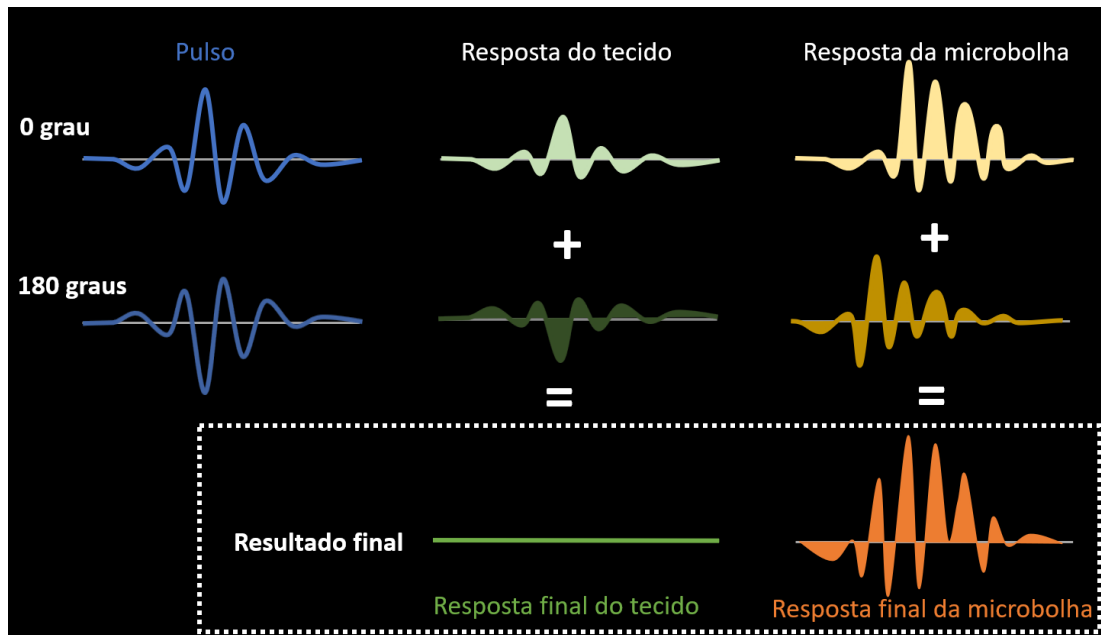 Pulso
Resposta do tecido
Resposta da microbolha
0 grau
+
+
180 graus
=
=
Resultado final
Resposta final do tecido
Resposta final da microbolha